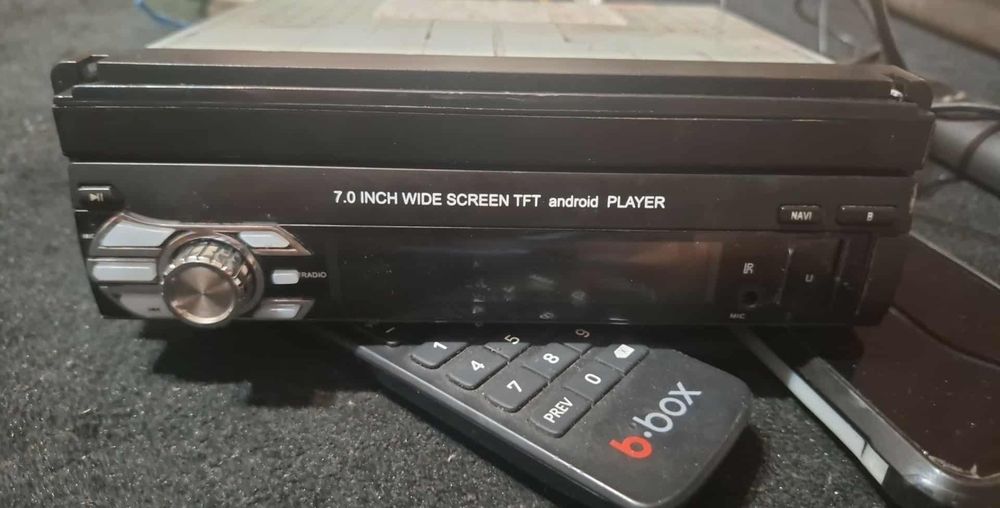 7.0 INCH WIDE SCREEN TFT android PLAYER
NAVI B
RADIO
IR U
MIC
1
5 9
4 8
7 0
PREV
b.box